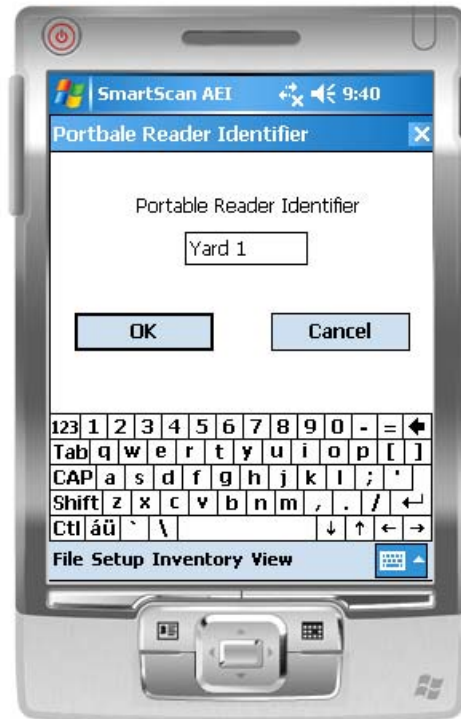 SmartScan AEI 9:40
Portbale Reader Identifier
Portable Reader Identifier
Yard 1
OK Cancel
123 1 2 3 4 5 6 7 8 9 0 - =
Tab q w e r t y u i o p [ ]
CAP a s d f g h j k l ; '
Shift z x c v b n m , . /
Ctl áü ` \ ↓ ↑ ← →
File Setup Inventory View